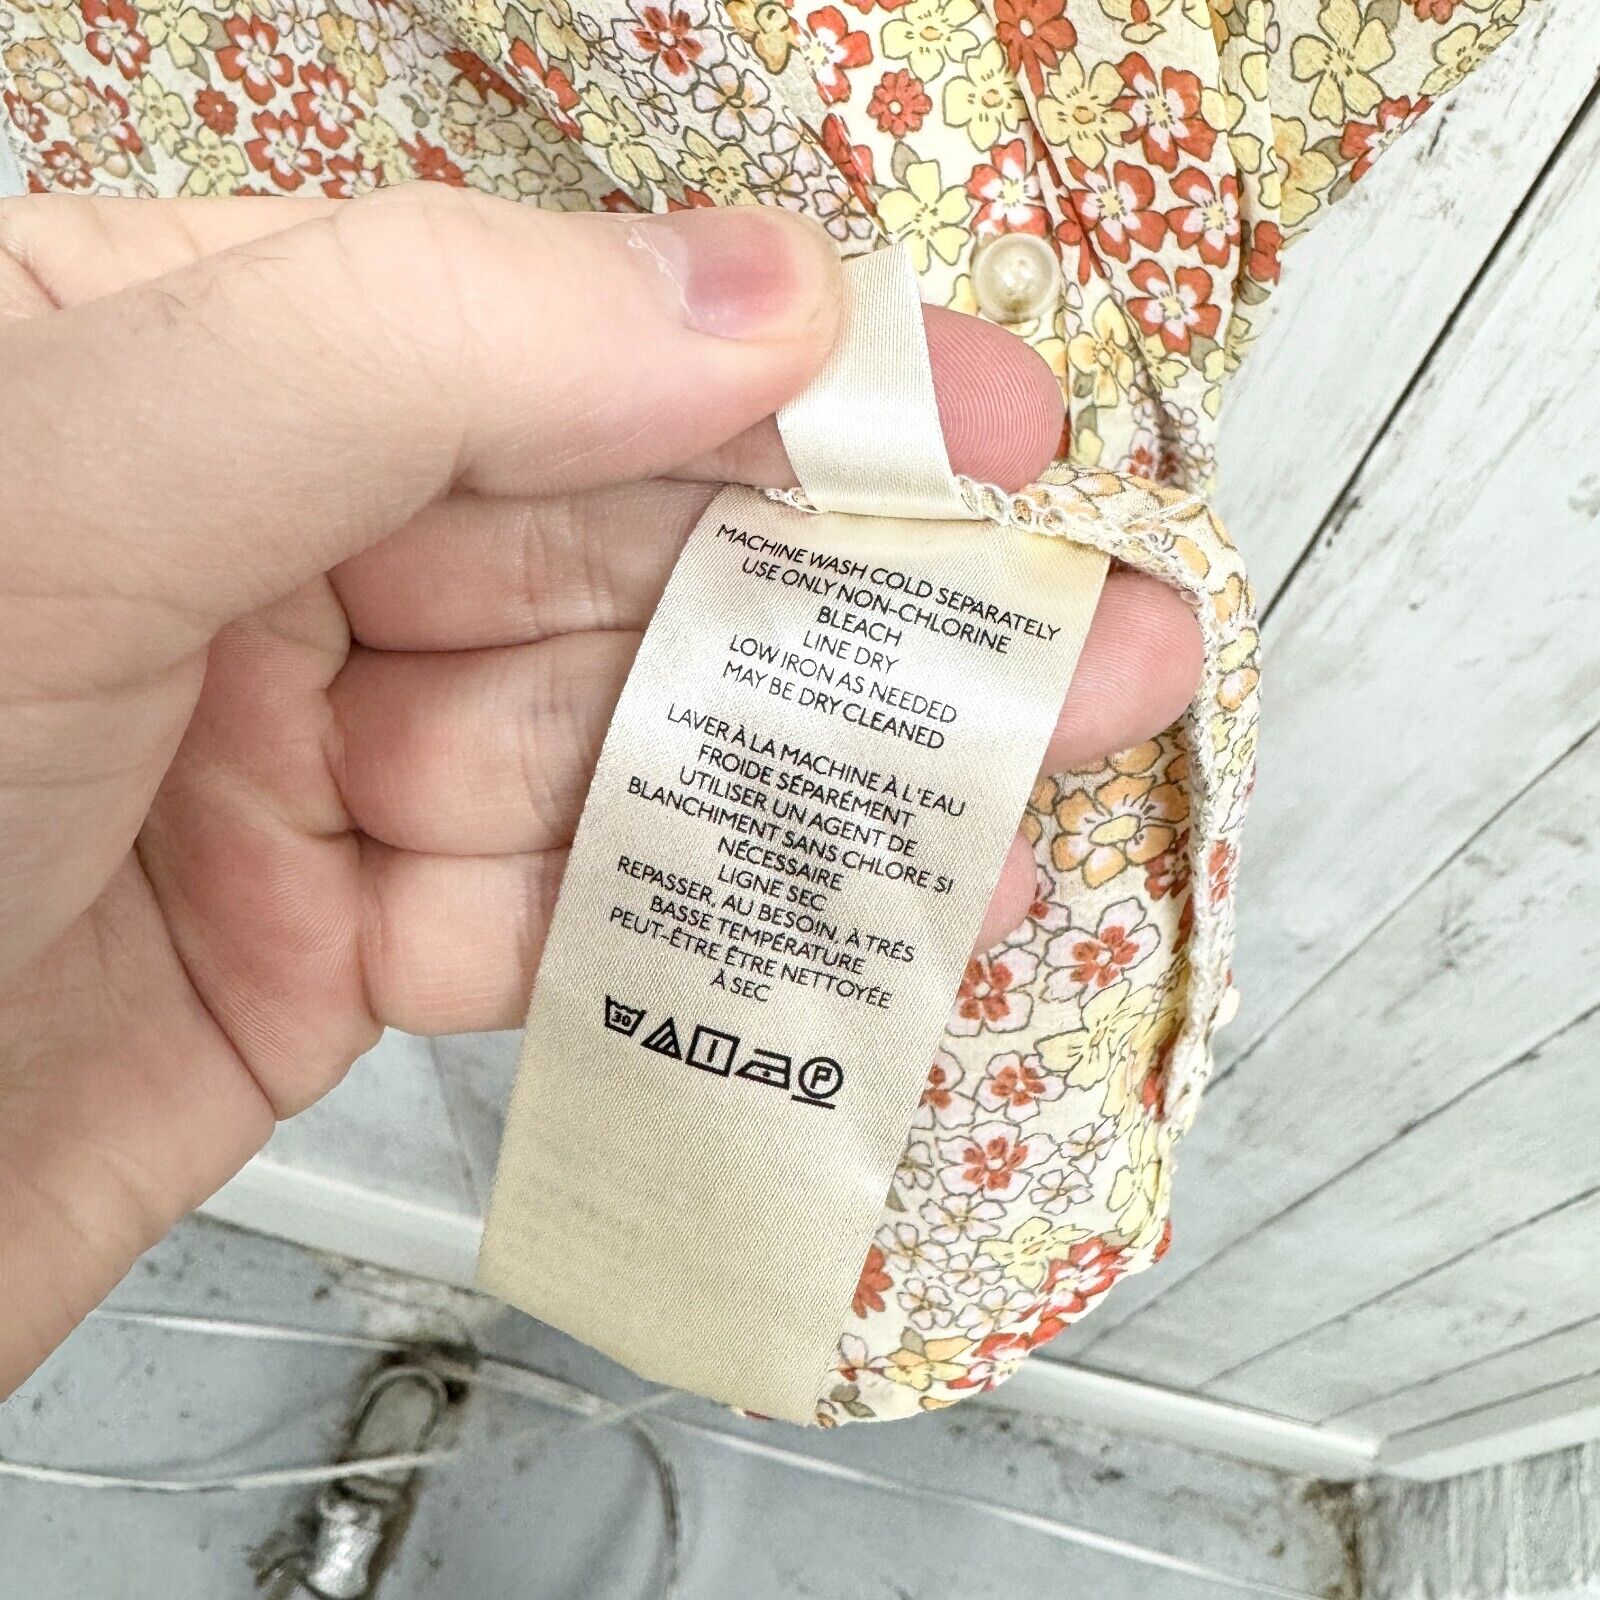 MACHINE WASH COLD SEPARATELY
USE ONLY NON-CHLORINE
BLEACH
LINE DRY
LOW IRON AS NEEDED
MAY BE DRY CLEANED
LAVER À LA MACHINE À L'EAU
FROIDE SÉPARÉMENT
UTILISER UN AGENT DE
BLANCHIMENT SANS CHLORE SI
NÉCESSAIRE
LIGNE SEC
REPASSER, AU BESOIN, À TRÉS
BASSE TEMPÉRATURE
PEUT-ÊTRE ÊTRE NETTOYÉE
À SEC
30 P